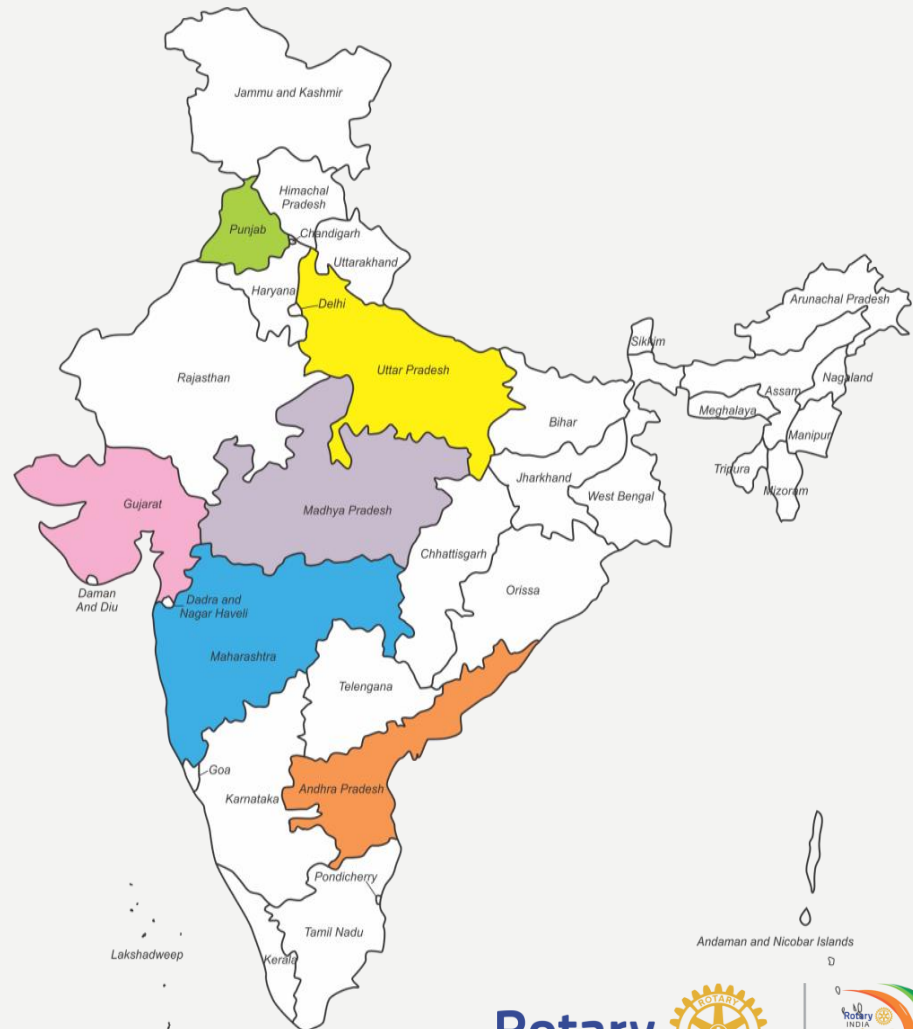 Jammu and Kashmir
Himachal
Pradesh
Punjab
Chandigarh
Uttarakhand
Haryana
Delhi
Arunachal Pradesh
Sikkim
Rajasthan
Uttar Pradesh
Assam
Nagaland
Meghalaya
Bihar
Manipur
Tripura
Mizoram
Jharkhand
West Bengal
Gujarat
Madhya Pradesh
Chhattisgarh
Orissa
Daman
And Diu
Dadra and
Nagar Haveli
Maharashtra
Telengana
Goa
Karnataka
Andhra Pradesh
Pondicherry
Tamil Nadu
Kerala
Lakshadweep
Andaman and Nicobar Islands
Rotary
ROTARY
Rotary
INDIA